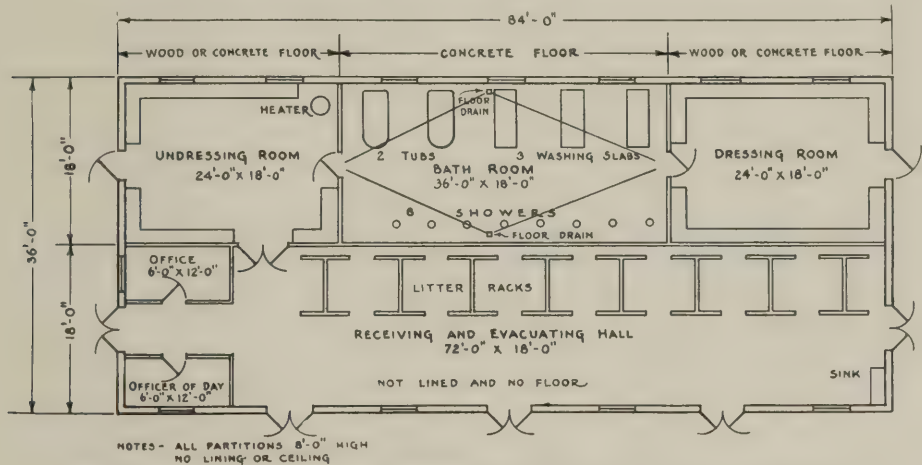 84'-0"
WOOD OR CONCRETE FLOOR
CONCRETE FLOOR
WOOD OR CONCRETE FLOOR
36'-0"
18'-0"
18'-0"
HEATER
FLOOR
DRAIN
UNDRESSING ROOM
24'-0" X 18'-0"
2 TUBS
3 WASHING SLABS
BATH ROOM
36'-0" X 18'-0"
DRESSING ROOM
24'-0" X 18'-0"
8 SHOWERS
FLOOR DRAIN
OFFICE
6'-0" X 12'-0"
LITTER RACKS
RECEIVING AND EVACUATING HALL
72'-0" X 18'-0"
OFFICER OF DAY
6'-0" X 12'-0"
NOT LINED AND NO FLOOR
SINK
NOTES - ALL PARTITIONS 8'-0" HIGH
NO LINING OR CEILING